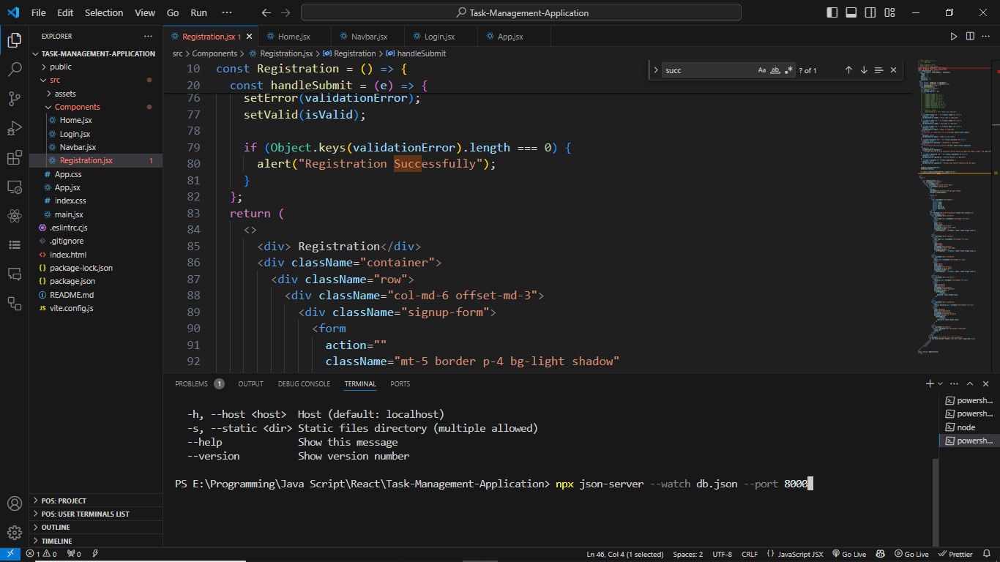 File Edit Selection View Go Run ··· Task-Management-Application
EXPLORER ···
TASK-MANAGEMENT-APPLICATION
public
src
assets
Components
Home.jsx
Login.jsx
Navbar.jsx
Registration.jsx 1
App.css
App.jsx
index.css
main.jsx
.eslintrc.cjs
.gitignore
index.html
package-lock.json
package.json
README.md
vite.config.js
POS: PROJECT
POS: USER TERMINALS LIST
OUTLINE
TIMELINE
Registration.jsx 1 Home.jsx Navbar.jsx Login.jsx App.jsx
src > Components > Registration.jsx > Registration > handleSubmit
succ Aa ab .* ? of 1
10 const Registration = () => {
20 const handleSubmit = (e) => {
76 setError(validationError);
77 setValid(isValid);
78
79 if (Object.keys(validationError).length === 0) {
80 alert("Registration Successfully");
81 }
82 };
83 return (
84 <>
85 <div> Registration</div>
86 <div className="container">
87 <div className="row">
88 <div className="col-md-6 offset-md-3">
89 <div className="signup-form">
90 <form
91 action=""
92 className="mt-5 border p-4 bg-light shadow"
PROBLEMS 1 OUTPUT DEBUG CONSOLE TERMINAL PORTS
-h, --host <host> Host (default: localhost)
-s, --static <dir> Static files directory (multiple allowed)
--help Show this message
--version Show version number
PS E:\Programming\Java Script\React\Task-Management-Application> npx json-server --watch db.json --port 8000
powersh...
powersh...
node
powersh...
1 0 0 Ln 46, Col 4 (1 selected) Spaces: 2 UTF-8 CRLF { } JavaScript JSX Go Live Go Live Prettier